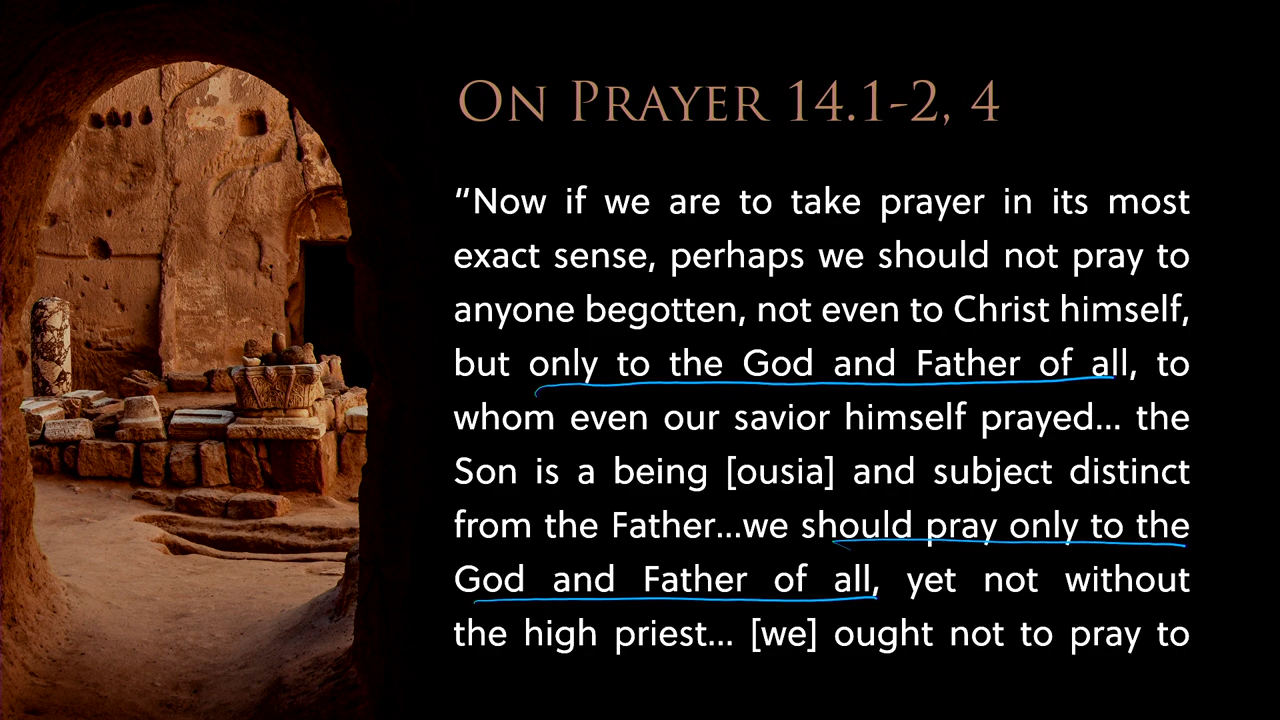 On Prayer 14.1-2, 4
“Now if we are to take prayer in its most
exact sense, perhaps we should not pray to
anyone begotten, not even to Christ himself,
but only to the God and Father of all, to
whom even our savior himself prayed... the
Son is a being [ousia] and subject distinct
from the Father...we should pray only to the
God and Father of all, yet not without
the high priest... [we] ought not to pray to